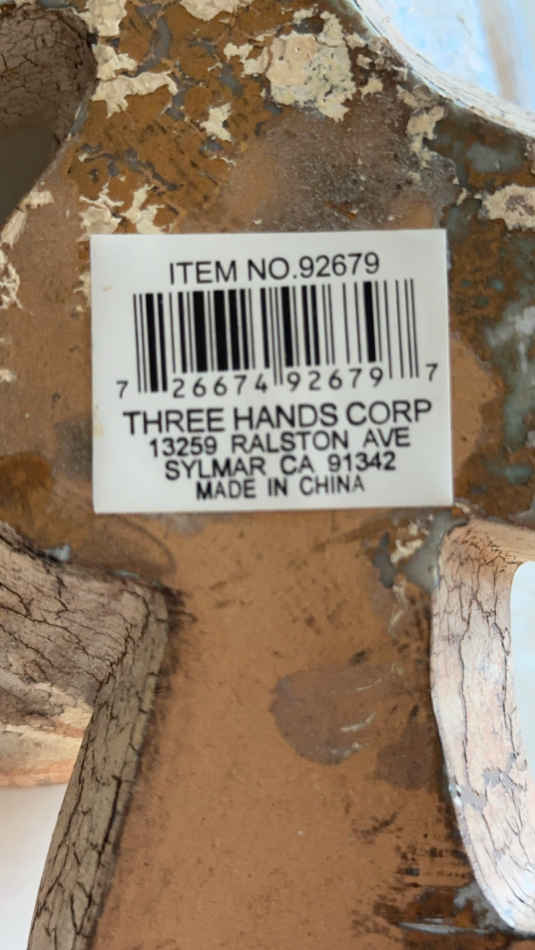 ITEM NO.92679
7 26674 92679 7
THREE HANDS CORP
13259 RALSTON AVE
SYLMAR CA 91342
MADE IN CHINA